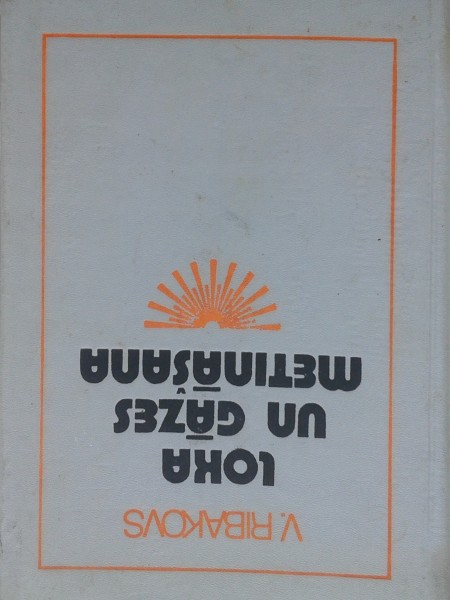 V. RIBAKOVS
LOKA
UN GĀZES
METINĀŠANA